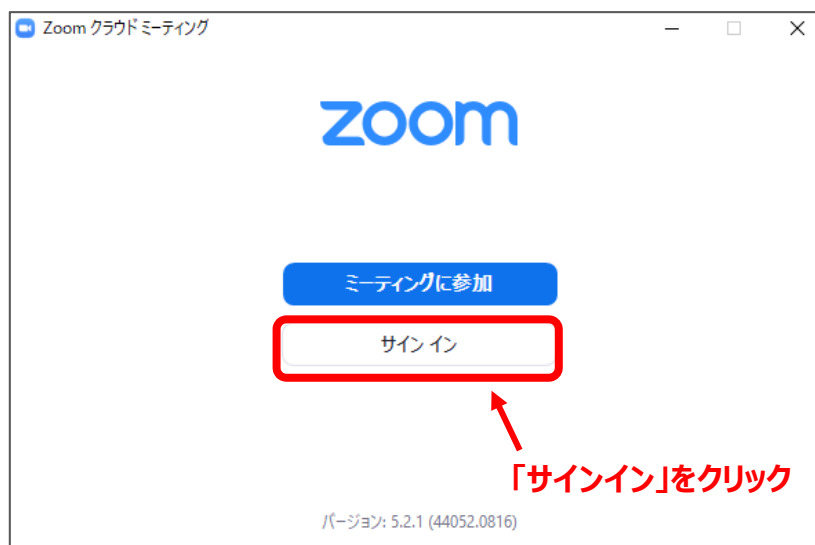 Zoom クラウド ミーティング
zoom
ミーティングに参加
サイン イン
「サインイン」をクリック
バージョン: 5.2.1 (44052.0816)